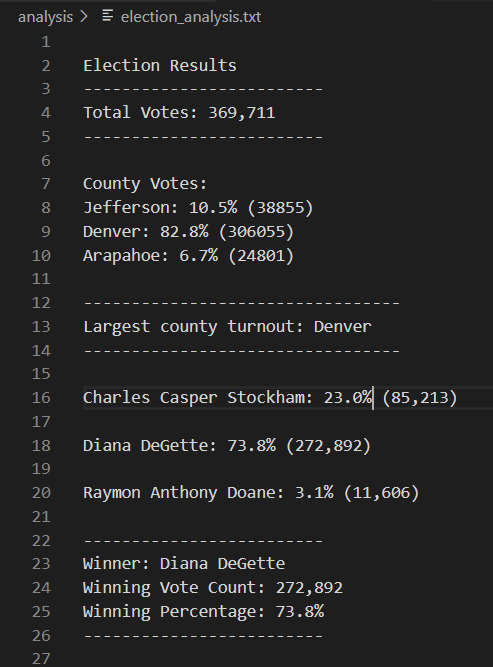 analysis > election_analysis.txt
1
2 Election Results
3 -------------------------
4 Total Votes: 369,711
5 -------------------------
6
7 County Votes:
8 Jefferson: 10.5% (38855)
9 Denver: 82.8% (306055)
10 Arapahoe: 6.7% (24801)
11
12 ---------------------------------
13 Largest county turnout: Denver
14 ---------------------------------
15
16 Charles Casper Stockham: 23.0% (85,213)
17
18 Diana DeGette: 73.8% (272,892)
19
20 Raymon Anthony Doane: 3.1% (11,606)
21
22 -------------------------
23 Winner: Diana DeGette
24 Winning Vote Count: 272,892
25 Winning Percentage: 73.8%
26 -------------------------
27